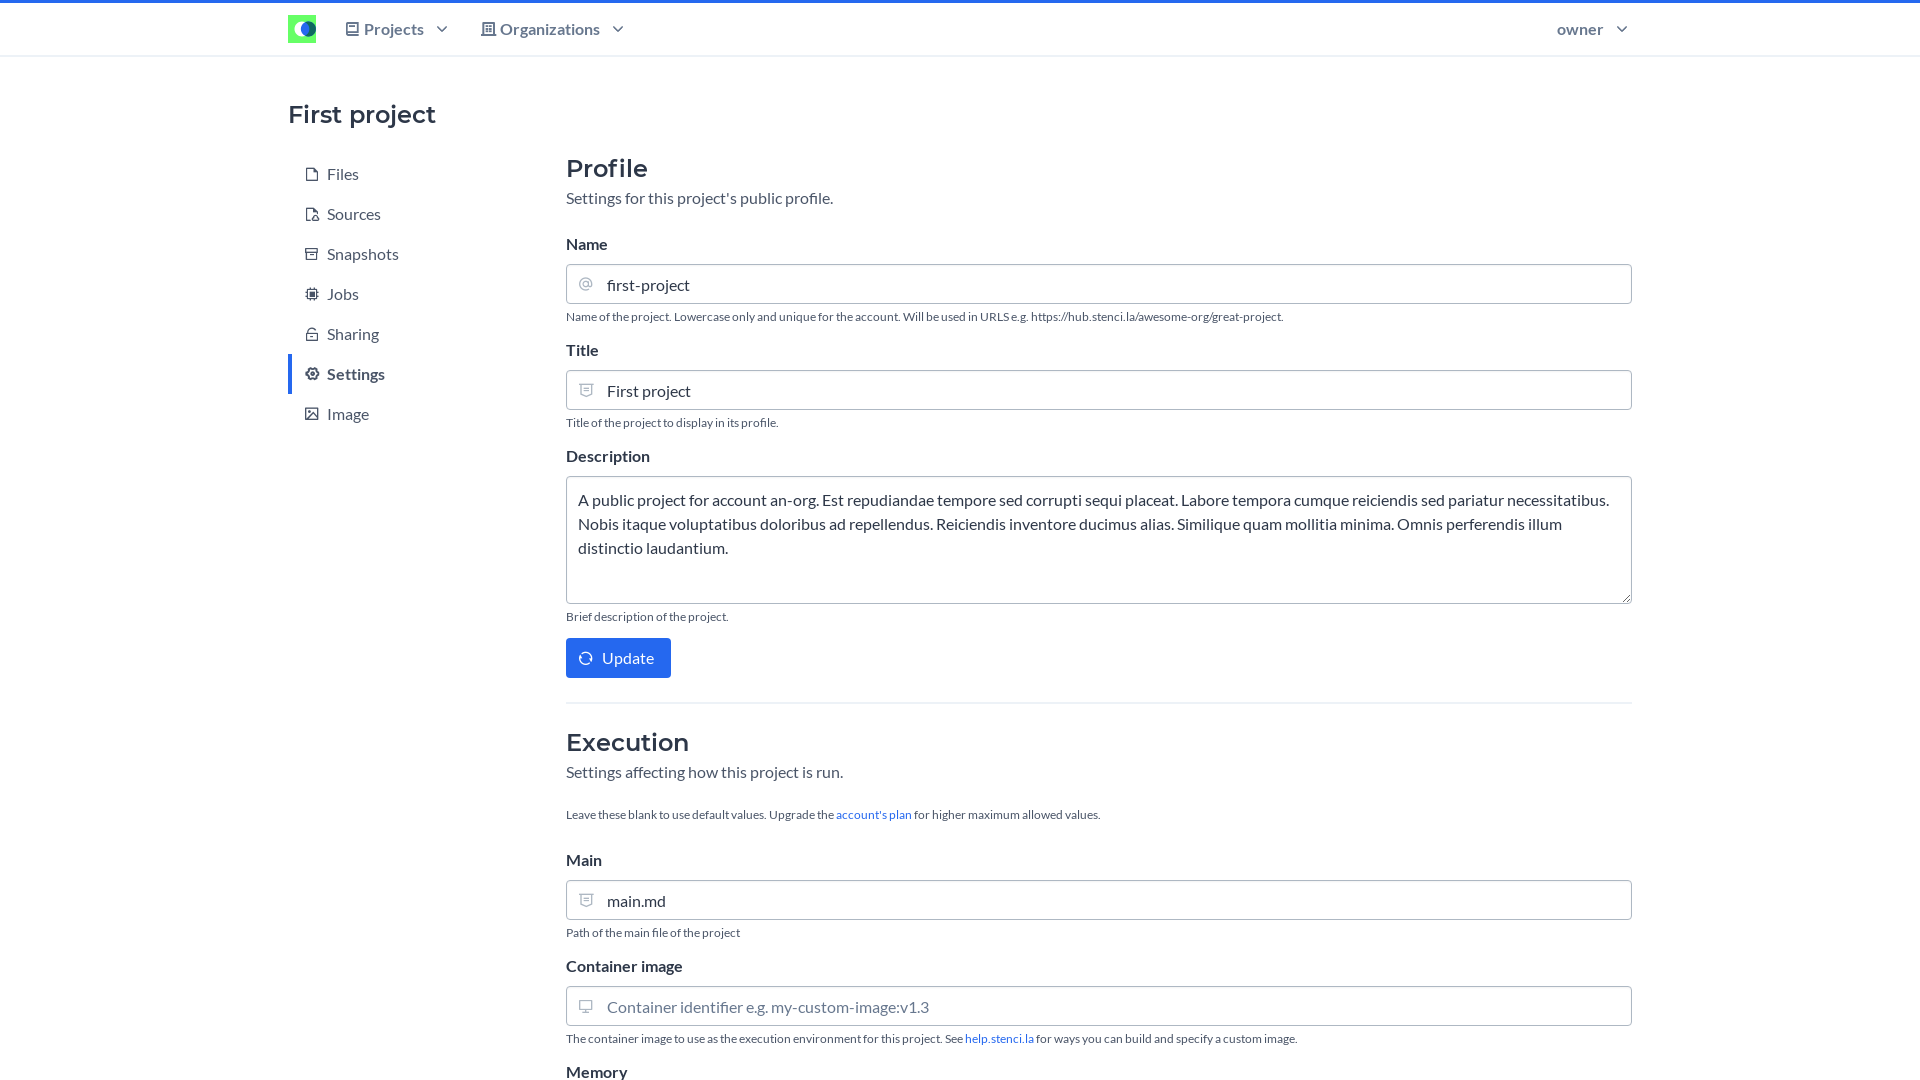 Projects
Organizations
owner
First project
Files
Sources
Snapshots
Jobs
Sharing
Settings
Image
Profile
Settings for this project's public profile.
Name
first-project
Name of the project. Lowercase only and unique for the account. Will be used in URLS e.g. https://hub.stenci.la/awesome-org/great-project.
Title
First project
Title of the project to display in its profile.
Description
A public project for account an-org. Est repudiandae tempore sed corrupti sequi placeat. Labore tempora cumque reiciendis sed pariatur necessitatibus.
Nobis itaque voluptatibus doloribus ad repellendus. Reiciendis inventore ducimus alias. Similique quam mollitia minima. Omnis perferendis illum
distinctio laudantium.
Brief description of the project.
Update
Execution
Settings affecting how this project is run.
Leave these blank to use default values. Upgrade the account's plan for higher maximum allowed values.
Main
main.md
Path of the main file of the project
Container image
Container identifier e.g. my-custom-image:v1.3
The container image to use as the execution environment for this project. See help.stenci.la for ways you can build and specify a custom image.
Memory